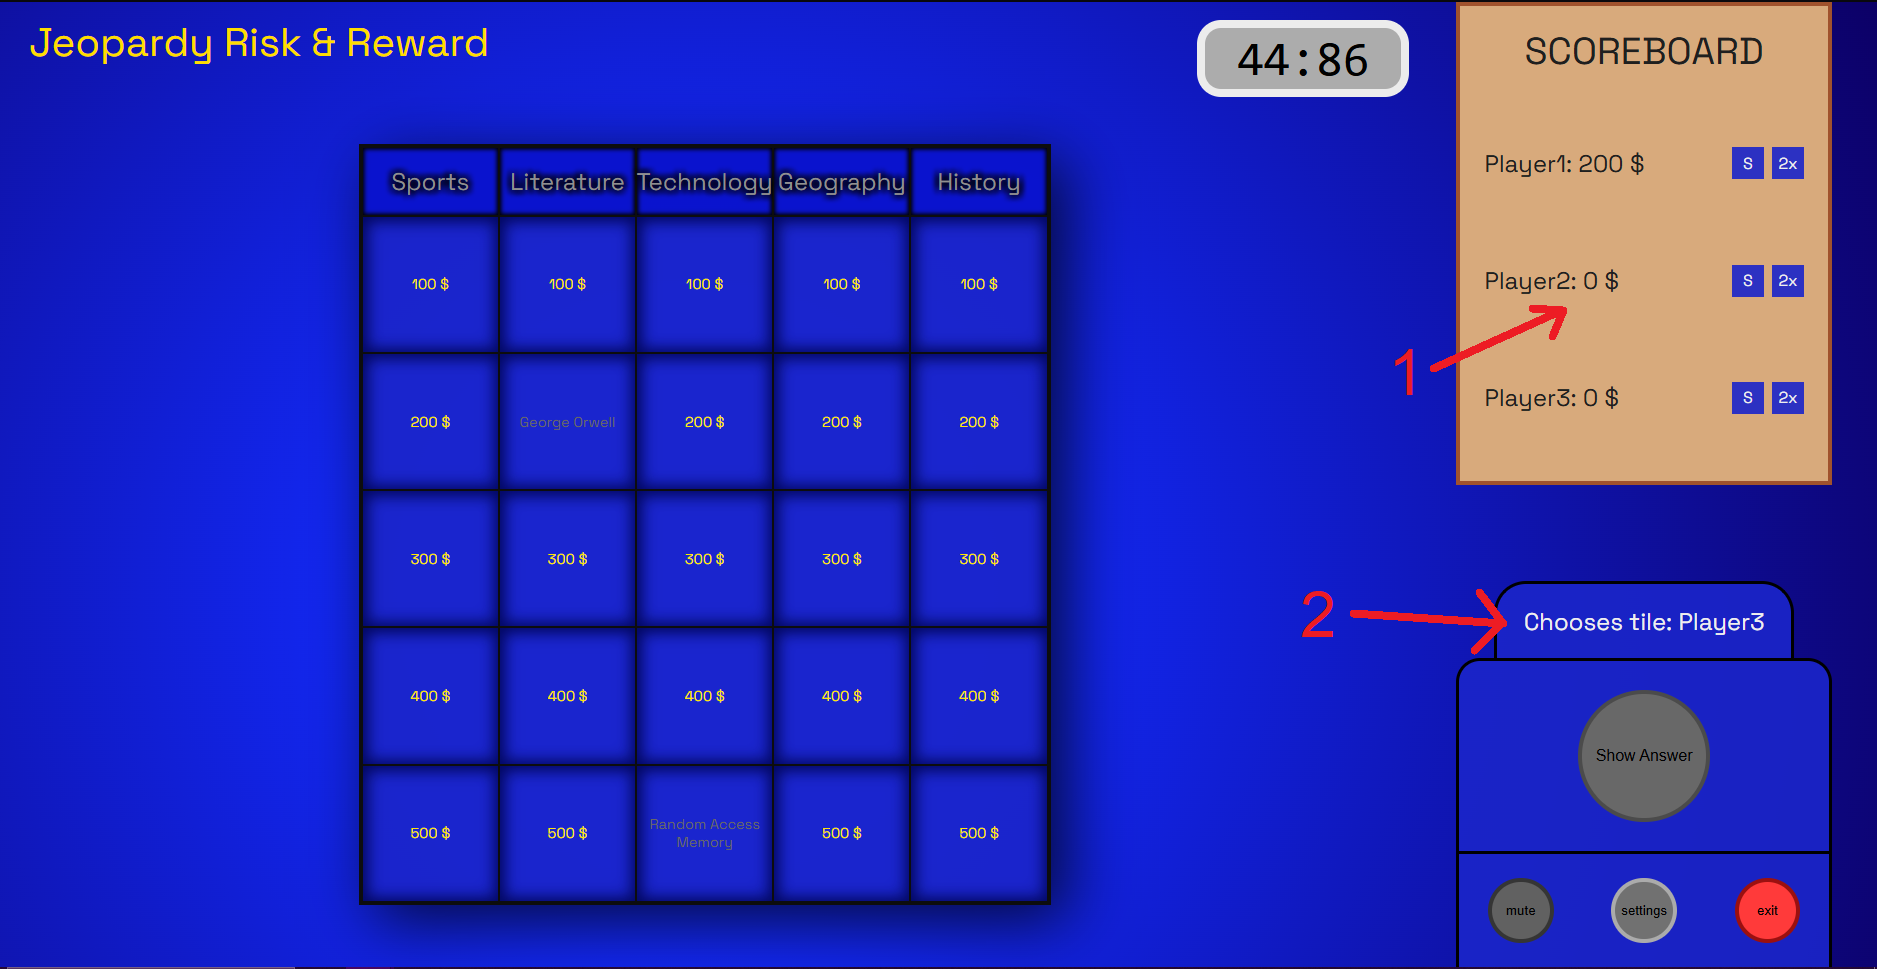 Jeopardy Risk & Reward
44:86
SCOREBOARD
Player1: 200 $ S 2x
Player2: 0 $ S 2x
1
Player3: 0 $ S 2x
Sports Literature Technology Geography History
100 $ 100 $ 100 $ 100 $ 100 $
200 $ George Orwell 200 $ 200 $ 200 $
300 $ 300 $ 300 $ 300 $ 300 $
400 $ 400 $ 400 $ 400 $ 400 $
500 $ 500 $ Random Access Memory 500 $ 500 $
2
Chooses tile: Player3
Show Answer
mute settings exit